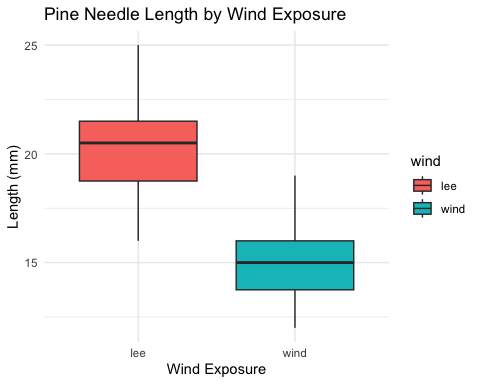 Pine Needle Length by Wind Exposure
25
20
15
Length (mm)
lee
wind
Wind Exposure
wind
lee
wind